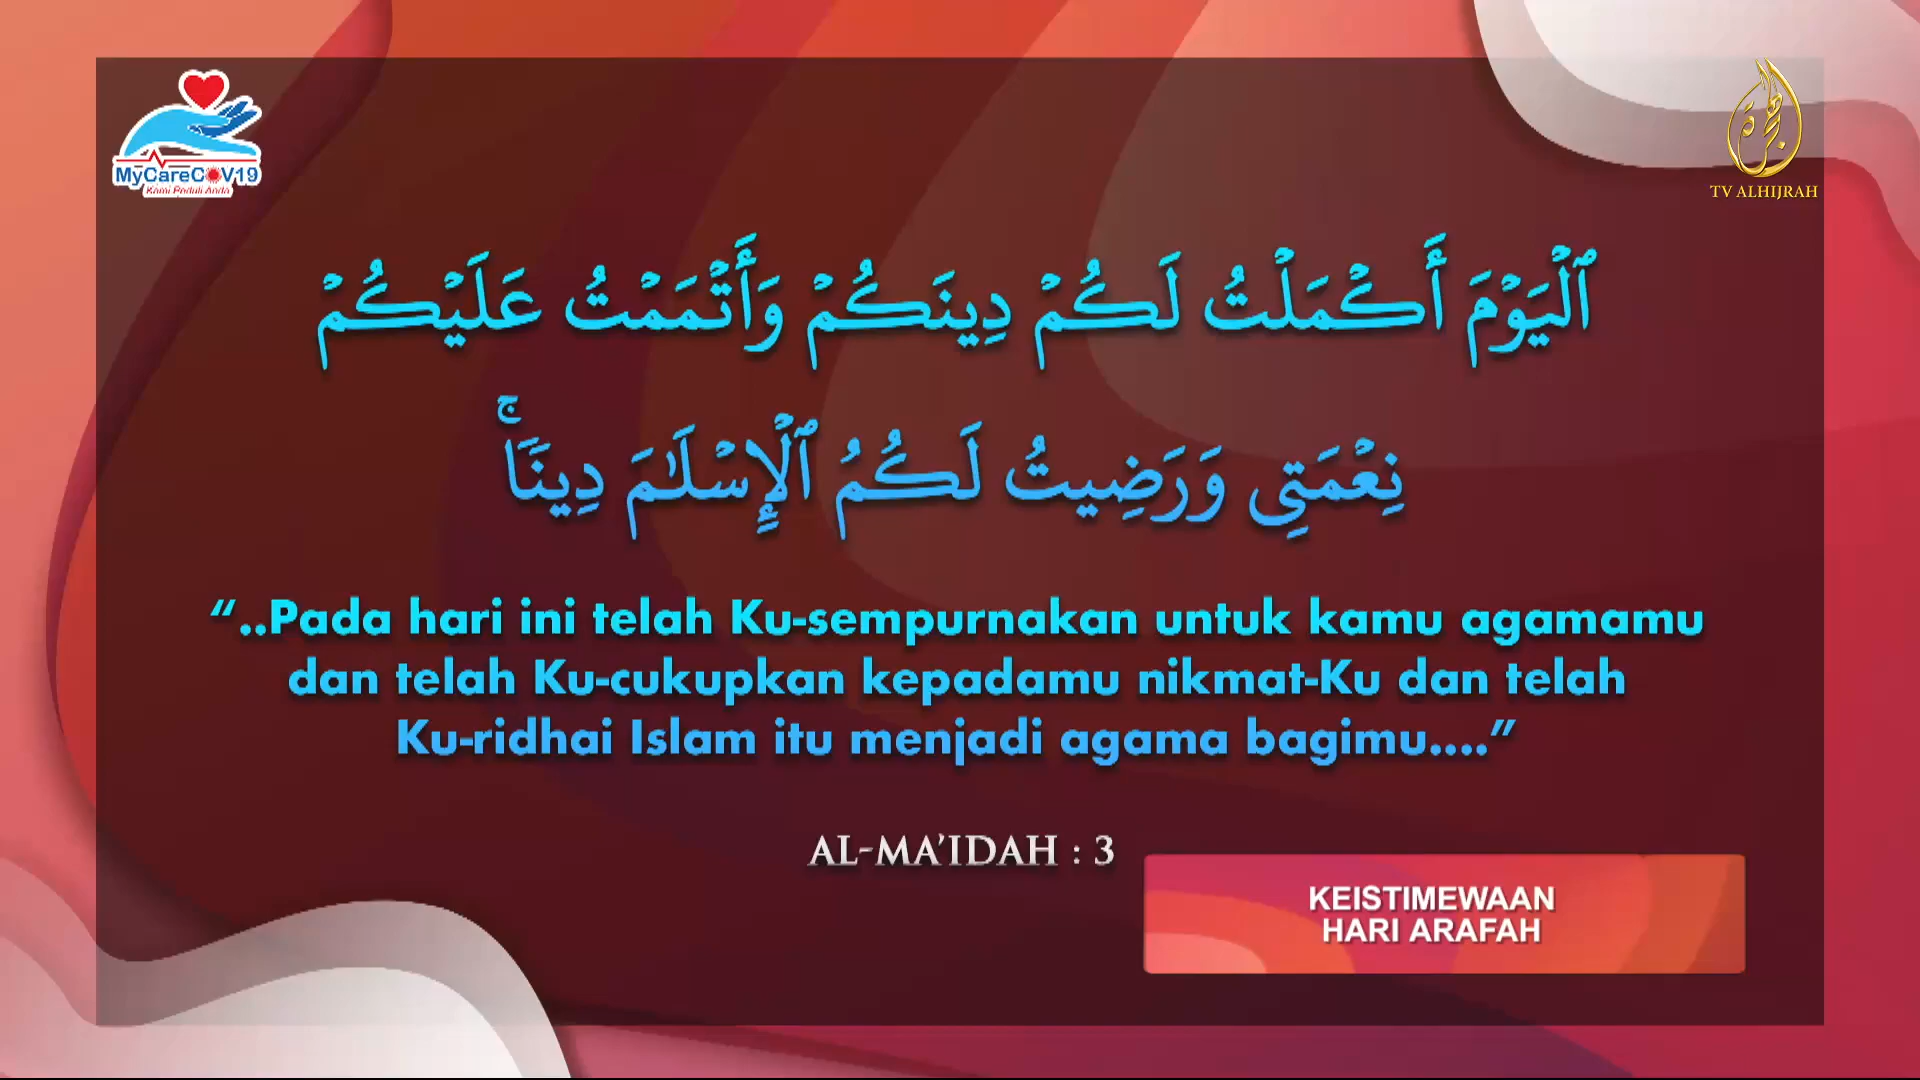 MyCareCOV19
Kami Peduli Anda
TV ALHIJRAH
ٱلْيَوْمَ أَكْمَلْتُ لَكُمْ دِينَكُمْ وَأَتْمَمْتُ عَلَيْكُمْ
نِعْمَتِى وَرَضِيتُ لَكُمُ ٱلْإِسْلَٰمَ دِينًا ۚ
“..Pada hari ini telah Ku-sempurnakan untuk kamu agamamu
dan telah Ku-cukupkan kepadamu nikmat-Ku dan telah
Ku-ridhai Islam itu menjadi agama bagimu....”
AL-MA’IDAH : 3
KEISTIMEWAAN
HARI ARAFAH